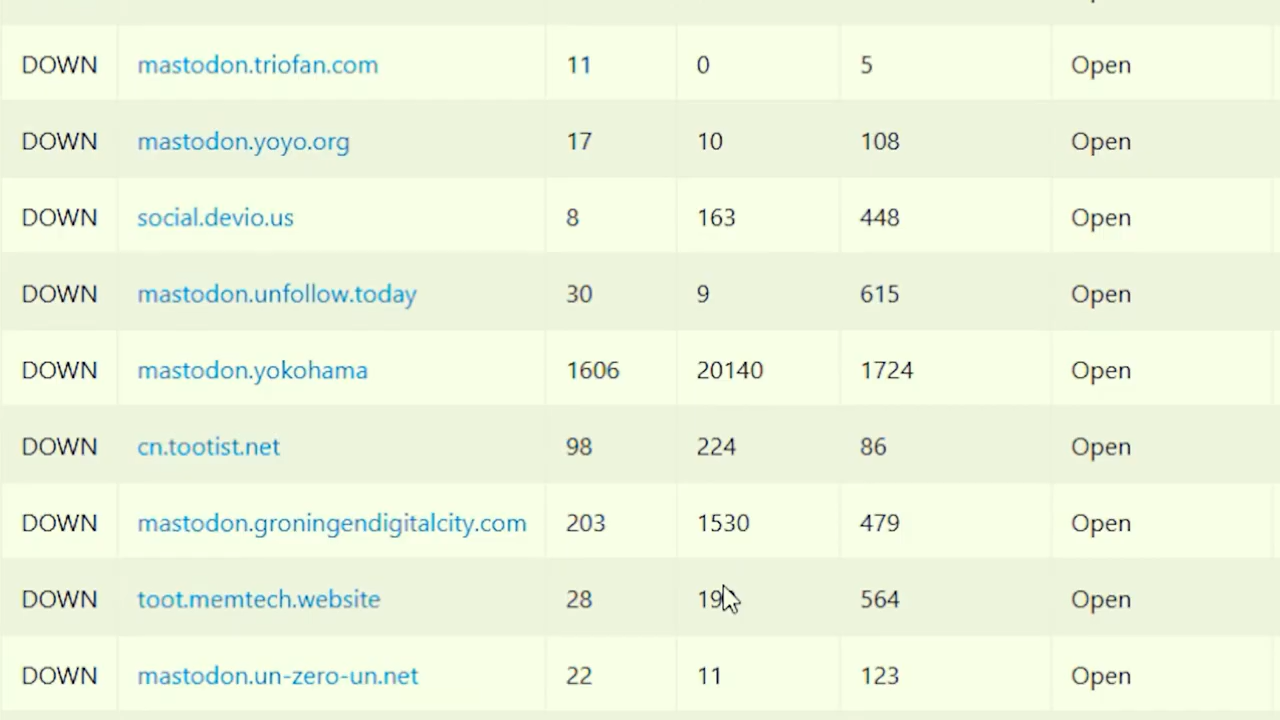 DOWN mastodon.triofan.com 11 0 5 Open
DOWN mastodon.yoyo.org 17 10 108 Open
DOWN social.devio.us 8 163 448 Open
DOWN mastodon.unfollow.today 30 9 615 Open
DOWN mastodon.yokohama 1606 20140 1724 Open
DOWN cn.tootist.net 98 224 86 Open
DOWN mastodon.groningendigitalcity.com 203 1530 479 Open
DOWN toot.memtech.website 28 564 Open
DOWN mastodon.un-zero-un.net 22 11 123 Open